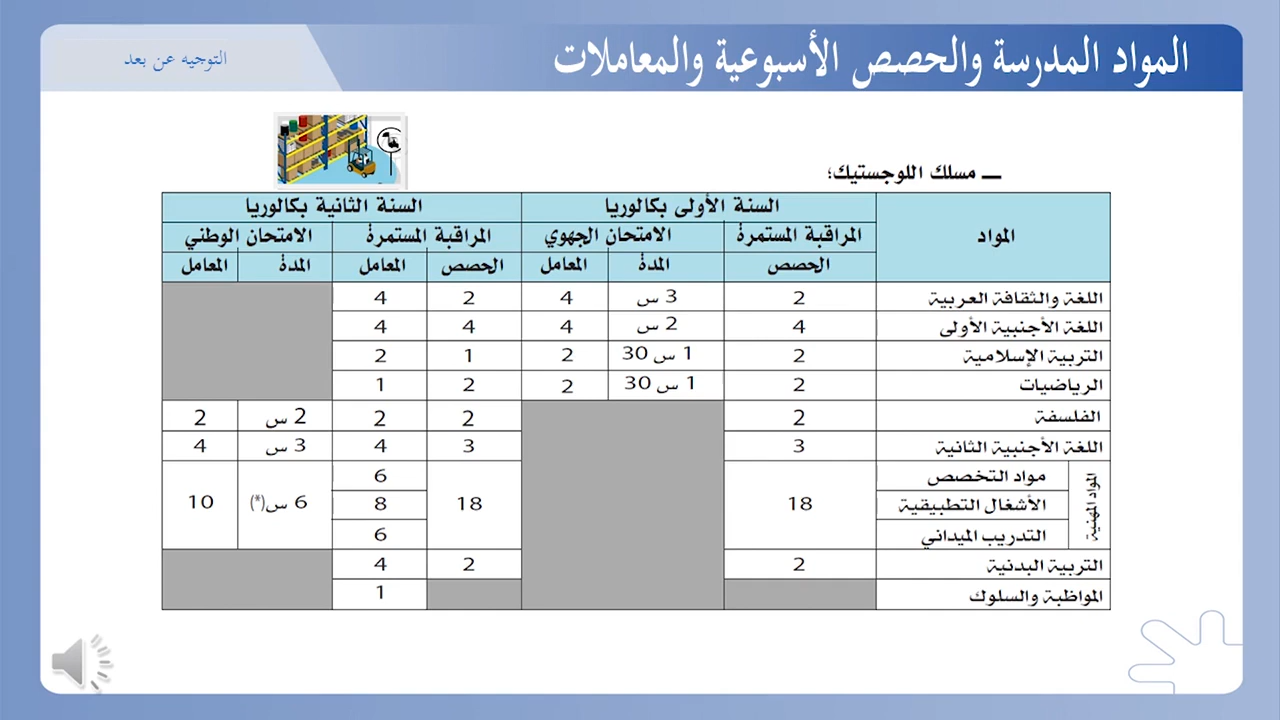 المواد المدرسة والحصص الأسبوعية والمعاملات
التوجيه عن بعد
ـــ مسلك اللوجستيك؛
المواد السنة الأولى بكالوريا السنة الثانية بكالوريا
المراقبة المستمرة الامتحان الجهوي المراقبة المستمرة الامتحان الوطني
الحصص المدة المعامل الحصص المعامل المدة المعامل
اللغة والثقافة العربية 2 3 س 4 2 4
اللغة الأجنبية الأولى 4 2 س 4 4 4
التربية الإسلامية 2 1 س 30 2 1 2
الرياضيات 2 1 س 30 2 2 1
الفلسفة 2 2 2 2 س 2
اللغة الأجنبية الثانية 3 3 4 3 س 4
المواد المهنية
مواد التخصص 6
الأشغال التطبيقية 18 18 8 6 س(*) 10
التدريب الميداني 6
التربية البدنية 2 2 4
المواظبة والسلوك 1